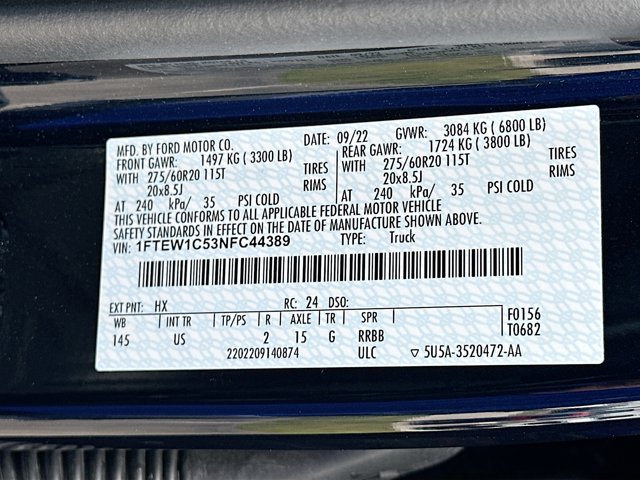 MFD. BY FORD MOTOR CO. DATE: 09/22 GVWR: 3084 KG ( 6800 LB)
FRONT GAWR: 1497 KG ( 3300 LB) REAR GAWR: 1724 KG ( 3800 LB)
WITH 275/60R20 115T TIRES WITH 275/60R20 115T TIRES
20x8.5J RIMS 20x8.5J RIMS
AT 240 kPa/ 35 PSI COLD AT 240 kPa/ 35 PSI COLD
THIS VEHICLE CONFORMS TO ALL APPLICABLE FEDERAL MOTOR VEHICLE
SAFETY STANDARDS IN EFFECT ON THE DATE OF MANUFACTURE SHOWN ABOVE.
VIN: 1FTEW1C53NFC44389 TYPE: Truck
EXT PNT: HX RC: 24 DSO:
WB INT TR TP/PS R AXLE TR SPR F0156
145 US 2 15 G RRBB T0682
2202209140874 ULC ▽ 5U5A-3520472-AA